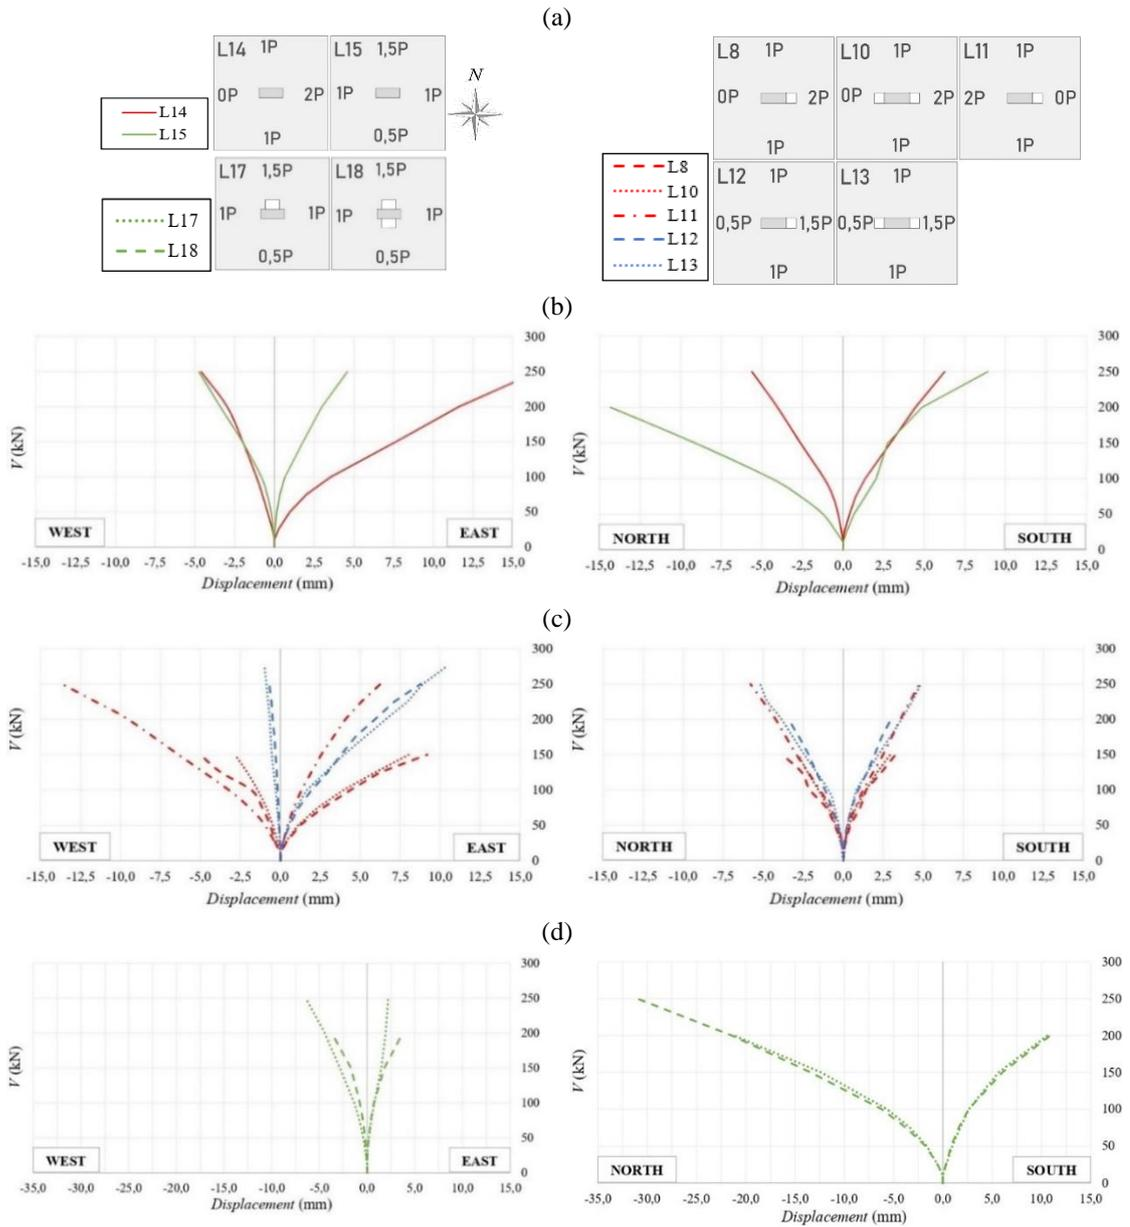 (a)
L14 1P L15 1,5P
0P 2P 1P 1P
1P 0,5P
L14
L15
N
L17 1,5P L18 1,5P
1P 1P 1P 1P
0,5P 0,5P
L17
L18
L8 1P L10 1P L11 1P
0P 2P 0P 2P 2P 0P
1P 1P 1P
L12 1P L13 1P
0,5P 1,5P 0,5P 1,5P
1P 1P
L8
L10
L11
L12
L13
(b)
300
250
200
150
100
50
0
V (kN)
WEST EAST
-15,0 -12,5 -10,0 -7,5 -5,0 -2,5 0,0 2,5 5,0 7,5 10,0 12,5 15,0
Displacement (mm)
300
250
200
150
100
50
0
V (kN)
NORTH SOUTH
-15,0 -12,5 -10,0 -7,5 -5,0 -2,5 0,0 2,5 5,0 7,5 10,0 12,5 15,0
Displacement (mm)
(c)
300
250
200
150
100
50
0
V (kN)
WEST EAST
-15,0 -12,5 -10,0 -7,5 -5,0 -2,5 0,0 2,5 5,0 7,5 10,0 12,5 15,0
Displacement (mm)
300
250
200
150
100
50
0
V (kN)
NORTH SOUTH
-15,0 -12,5 -10,0 -7,5 -5,0 -2,5 0,0 2,5 5,0 7,5 10,0 12,5 15,0
Displacement (mm)
(d)
300
250
200
150
100
50
0
V (kN)
WEST EAST
-35,0 -30,0 -25,0 -20,0 -15,0 -10,0 -5,0 0,0 5,0 10,0 15,0
Displacement (mm)
300
250
200
150
100
50
0
V (kN)
NORTH SOUTH
-35,0 -30,0 -25,0 -20,0 -15,0 -10,0 -5,0 0,0 5,0 10,0 15,0
Displacement (mm)